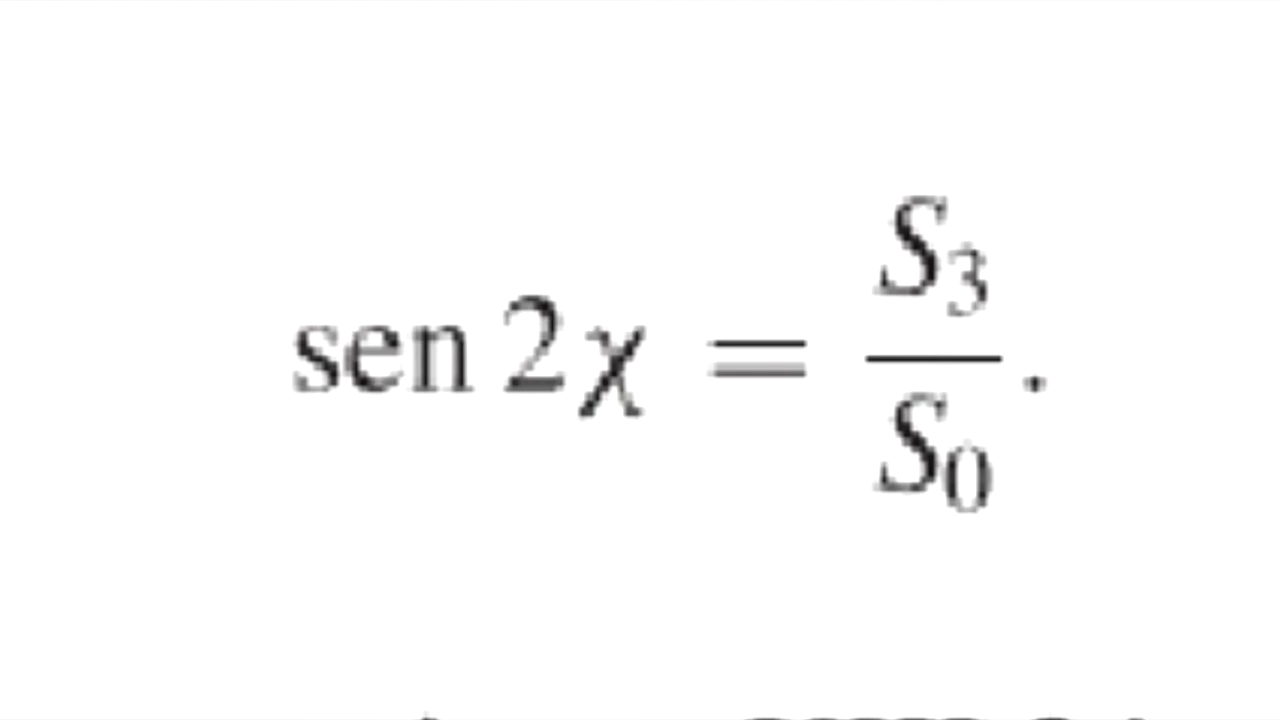 sen 2χ = S₃/S₀.